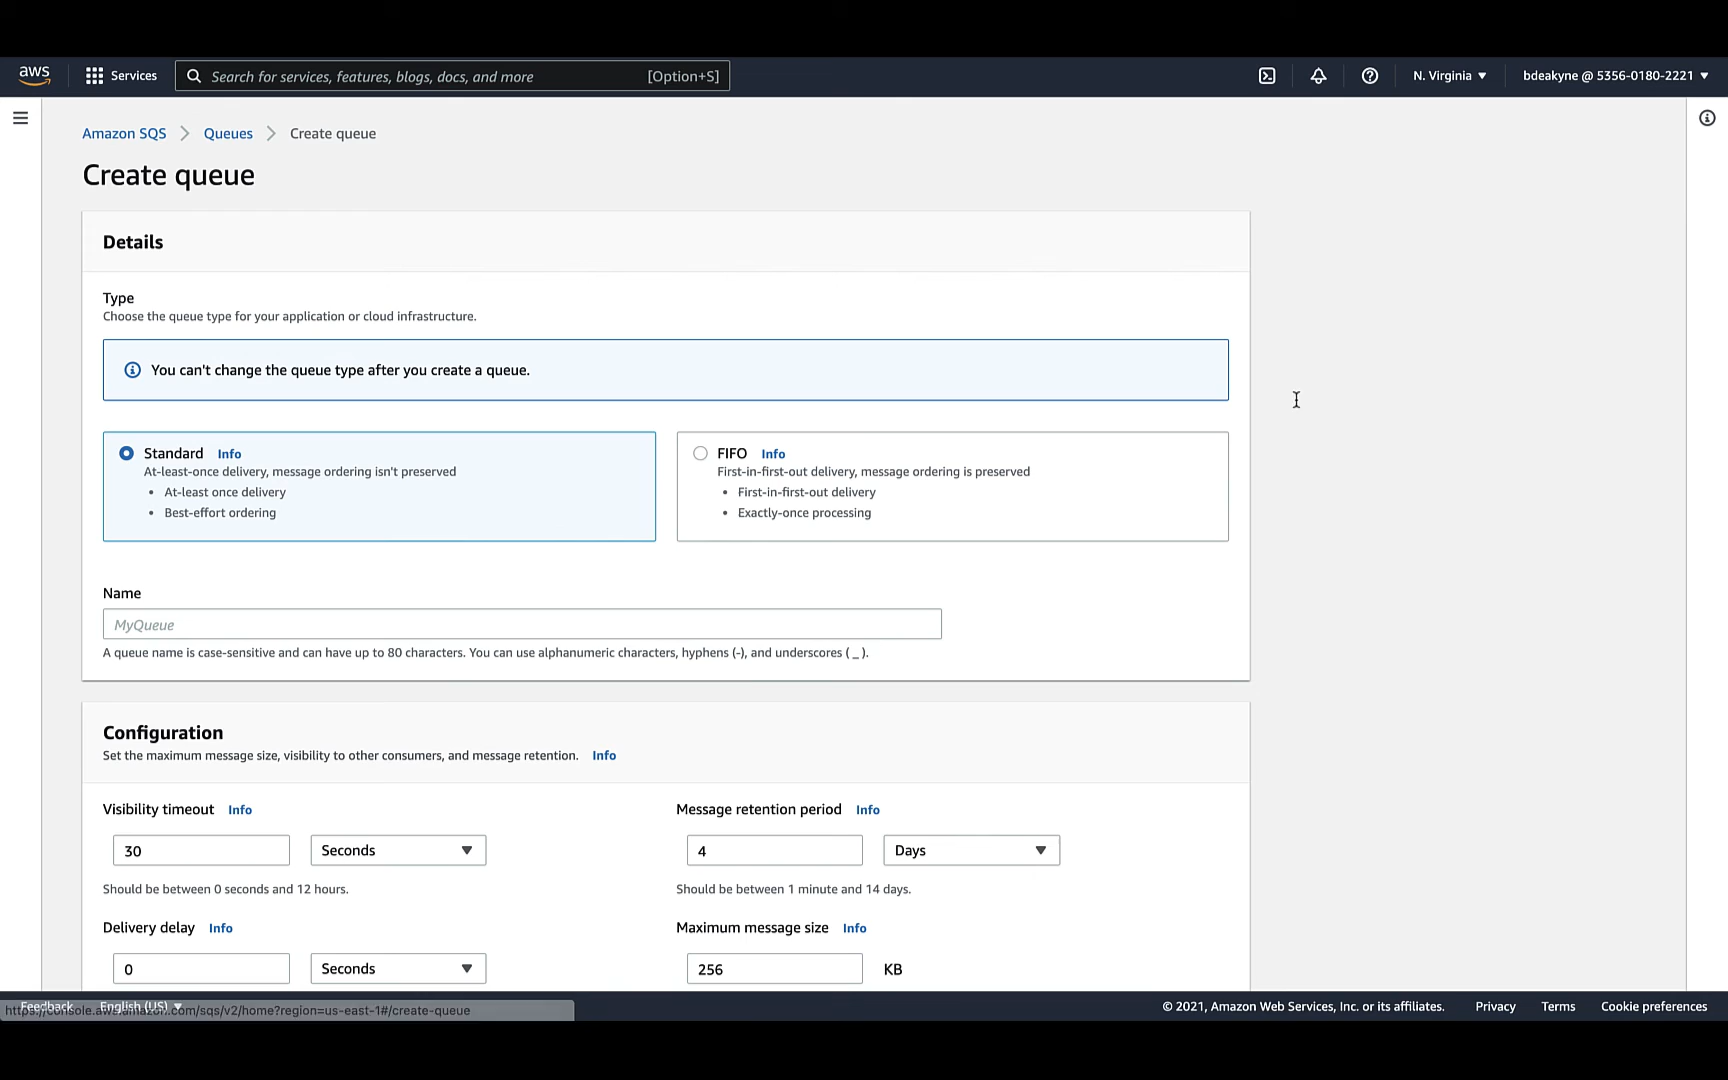 aws
Services
Search for services, features, blogs, docs, and more
[Option+S]
N. Virginia ▼
bdeakyne @ 5356-0180-2221 ▼
Amazon SQS > Queues > Create queue
Create queue
Details
Type
Choose the queue type for your application or cloud infrastructure.
You can't change the queue type after you create a queue.
Standard Info
At-least-once delivery, message ordering isn't preserved
• At-least once delivery
• Best-effort ordering
FIFO Info
First-in-first-out delivery, message ordering is preserved
• First-in-first-out delivery
• Exactly-once processing
Name
MyQueue
A queue name is case-sensitive and can have up to 80 characters. You can use alphanumeric characters, hyphens (-), and underscores ( _ ).
Configuration
Set the maximum message size, visibility to other consumers, and message retention. Info
Visibility timeout Info
30
Seconds
Should be between 0 seconds and 12 hours.
Message retention period Info
4
Days
Should be between 1 minute and 14 days.
Delivery delay Info
0
Seconds
Maximum message size Info
256
KB
Feedback
English (US) ▼
https://console.aws.amazon.com/sqs/v2/home?region=us-east-1#/create-queue
© 2021, Amazon Web Services, Inc. or its affiliates.
Privacy
Terms
Cookie preferences